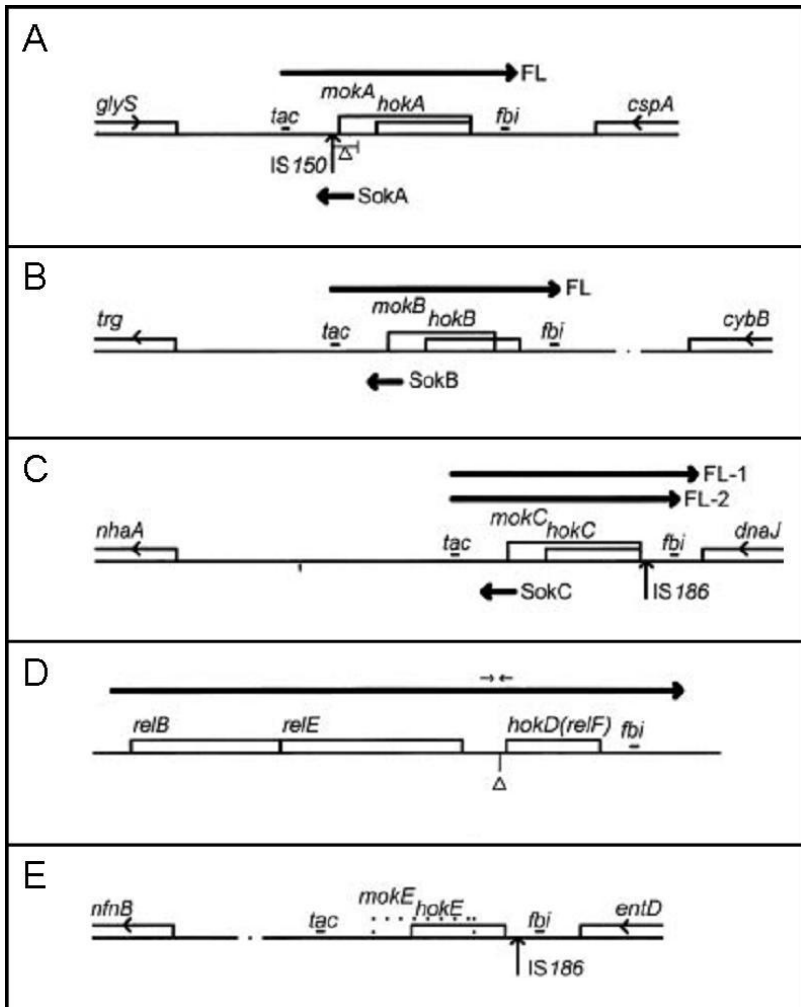 A
FL
mokA
glyS tac hokA fbi cspA
IS150 Δ
SokA
B
FL
mokB
trg tac hokB fbi cybB
SokB
C
FL-1
FL-2
mokC
nhaA tac hokC fbi dnaJ
SokC IS186
D
relB relE hokD(relF) fbi
Δ
E
mokE
nfnB tac hokE fbi entD
IS186